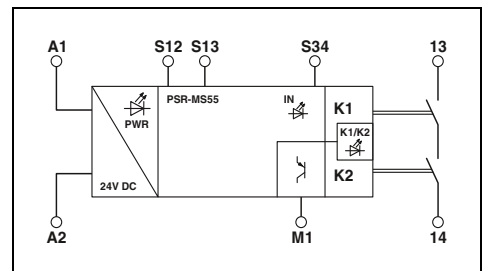 A1 S12 S13 S34 13
PSR-MS55 IN K1
PWR K1/K2
24V DC K2
A2 M1 14